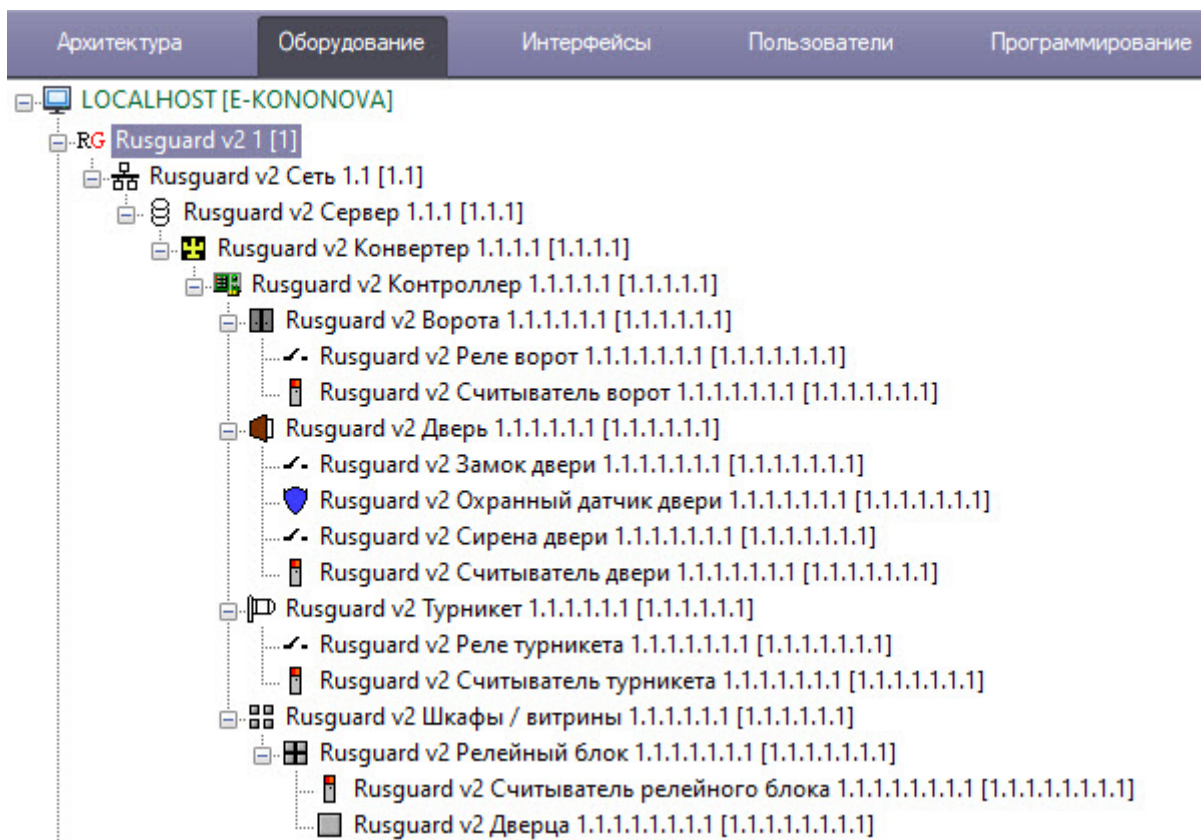 Архитектура Оборудование Интерфейсы Пользователи Программирование
LOCALHOST [E-KONONOVA]
RG Rusguard v2 1 [1]
Rusguard v2 Сеть 1.1 [1.1]
Rusguard v2 Сервер 1.1.1 [1.1.1]
Rusguard v2 Конвертер 1.1.1.1 [1.1.1.1]
Rusguard v2 Контроллер 1.1.1.1.1 [1.1.1.1.1]
Rusguard v2 Ворота 1.1.1.1.1.1 [1.1.1.1.1.1]
Rusguard v2 Реле ворот 1.1.1.1.1.1.1 [1.1.1.1.1.1.1]
Rusguard v2 Считыватель ворот 1.1.1.1.1.1.1 [1.1.1.1.1.1.1]
Rusguard v2 Дверь 1.1.1.1.1.1 [1.1.1.1.1.1]
Rusguard v2 Замок двери 1.1.1.1.1.1.1 [1.1.1.1.1.1.1]
Rusguard v2 Охранный датчик двери 1.1.1.1.1.1.1 [1.1.1.1.1.1.1]
Rusguard v2 Сирена двери 1.1.1.1.1.1.1 [1.1.1.1.1.1.1]
Rusguard v2 Считыватель двери 1.1.1.1.1.1.1 [1.1.1.1.1.1.1]
Rusguard v2 Турникет 1.1.1.1.1.1 [1.1.1.1.1.1]
Rusguard v2 Реле турникета 1.1.1.1.1.1.1 [1.1.1.1.1.1.1]
Rusguard v2 Считыватель турникета 1.1.1.1.1.1.1 [1.1.1.1.1.1.1]
Rusguard v2 Шкафы / витрины 1.1.1.1.1.1 [1.1.1.1.1.1]
Rusguard v2 Релейный блок 1.1.1.1.1.1.1 [1.1.1.1.1.1.1]
Rusguard v2 Считыватель релейного блока 1.1.1.1.1.1.1.1 [1.1.1.1.1.1.1.1]
Rusguard v2 Дверца 1.1.1.1.1.1.1.1 [1.1.1.1.1.1.1.1]